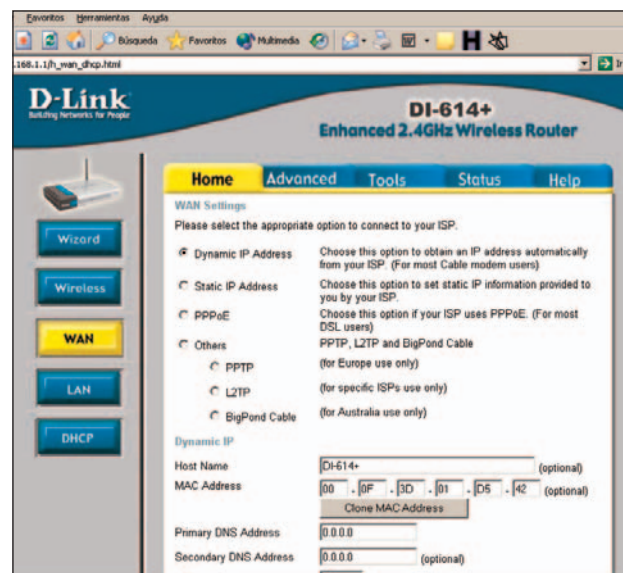 Favoritos Herramientas Ayuda
Búsqueda Favoritos Multimedia
.168.1.1/h_wan_dhcp.html
D-Link
Building Networks for People
DI-614+
Enhanced 2.4GHz Wireless Router
Home Advanced Tools Status Help
Wizard
Wireless
WAN
LAN
DHCP
WAN Settings
Please select the appropriate option to connect to your ISP.
Dynamic IP Address Choose this option to obtain an IP address automatically
from your ISP. (For most Cable modem users)
Static IP Address Choose this option to set static IP information provided to
you by your ISP.
PPPoE Choose this option if your ISP uses PPPoE. (For most
DSL users)
Others PPTP, L2TP and BigPond Cable
PPTP (for Europe use only)
L2TP (for specific ISPs use only)
BigPond Cable (for Australia use only)
Dynamic IP
Host Name DI-614+ (optional)
MAC Address 00 - 0F - 3D - 01 - D5 - 42 (optional)
Clone MAC Address
Primary DNS Address 0.0.0.0
Secondary DNS Address 0.0.0.0 (optional)